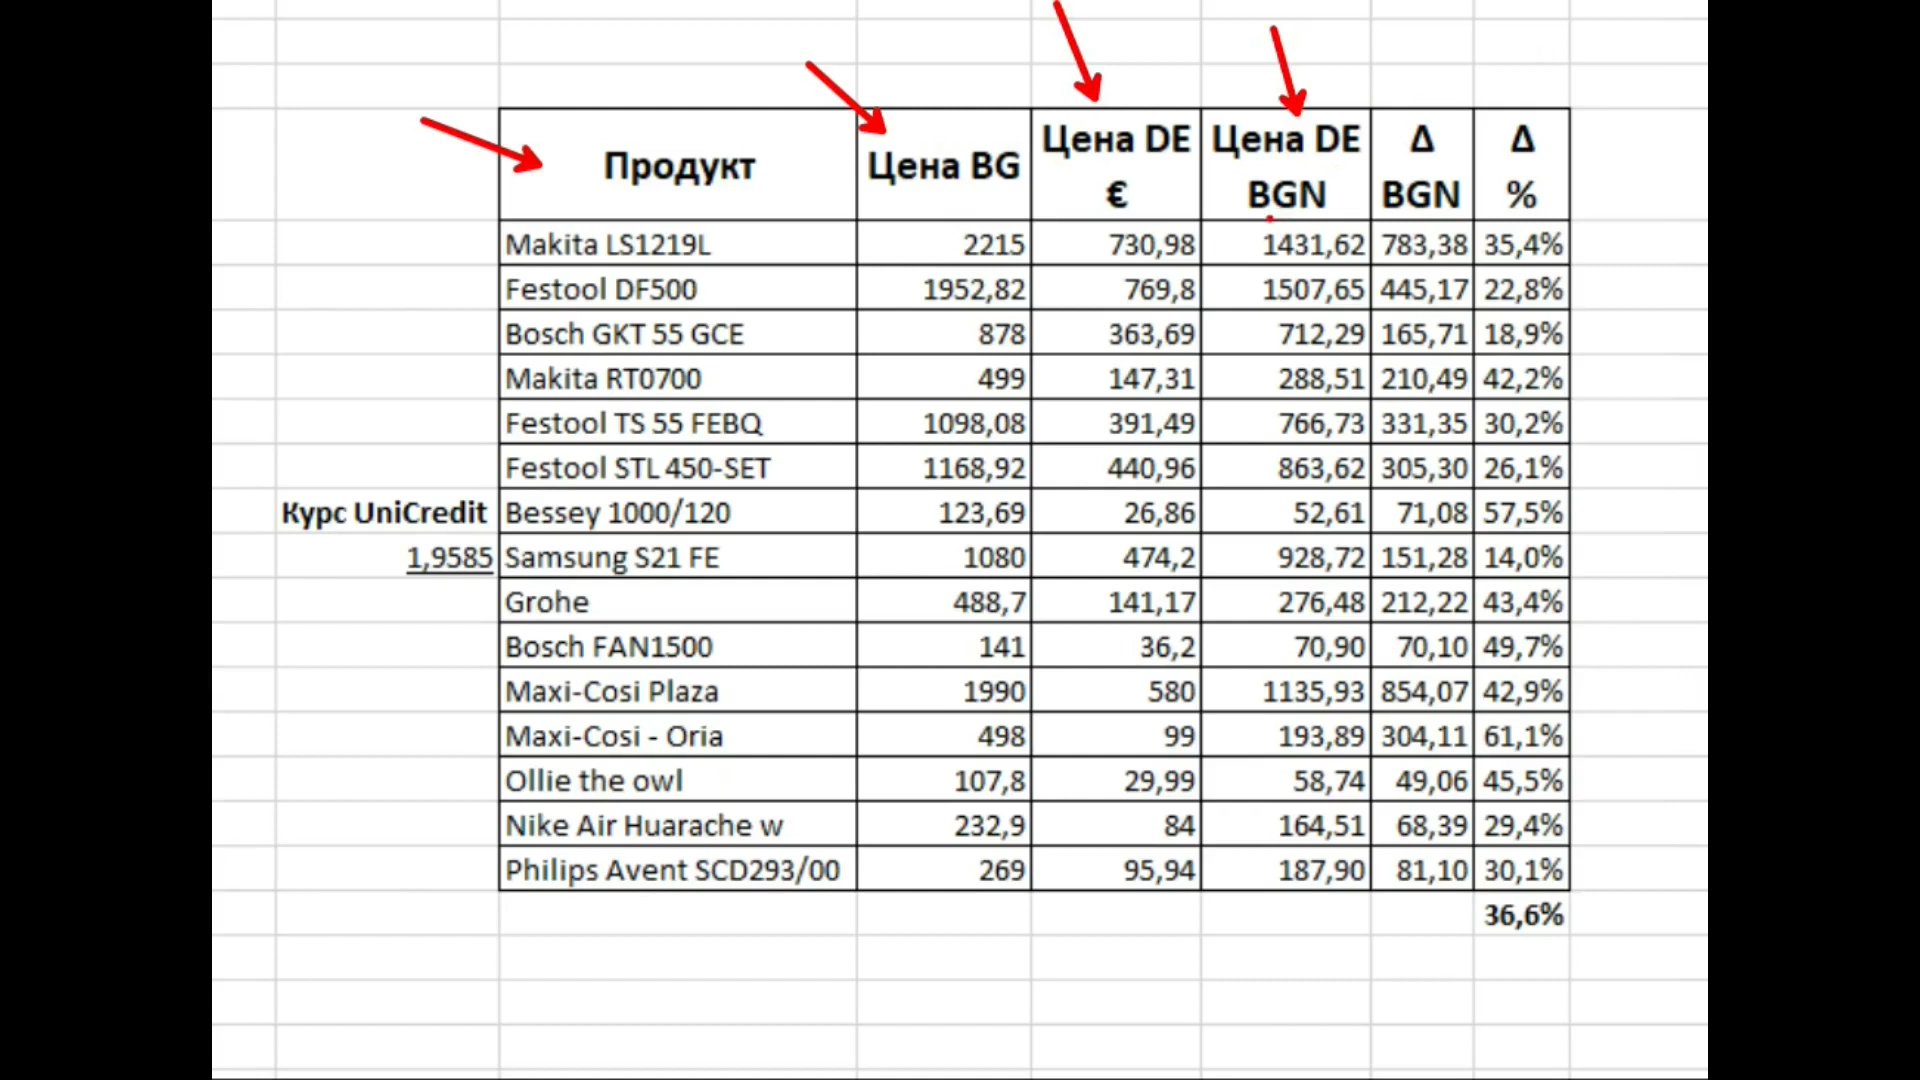 Продукт Цена BG Цена DE € Цена DE BGN Δ BGN Δ %
Makita LS1219L 2215 730,98 1431,62 783,38 35,4%
Festool DF500 1952,82 769,8 1507,65 445,17 22,8%
Bosch GKT 55 GCE 878 363,69 712,29 165,71 18,9%
Makita RT0700 499 147,31 288,51 210,49 42,2%
Festool TS 55 FEBQ 1098,08 391,49 766,73 331,35 30,2%
Festool STL 450-SET 1168,92 440,96 863,62 305,30 26,1%
Курс UniCredit Bessey 1000/120 123,69 26,86 52,61 71,08 57,5%
1,9585 Samsung S21 FE 1080 474,2 928,72 151,28 14,0%
Grohe 488,7 141,17 276,48 212,22 43,4%
Bosch FAN1500 141 36,2 70,90 70,10 49,7%
Maxi-Cosi Plaza 1990 580 1135,93 854,07 42,9%
Maxi-Cosi - Oria 498 99 193,89 304,11 61,1%
Ollie the owl 107,8 29,99 58,74 49,06 45,5%
Nike Air Huarache w 232,9 84 164,51 68,39 29,4%
Philips Avent SCD293/00 269 95,94 187,90 81,10 30,1%
36,6%